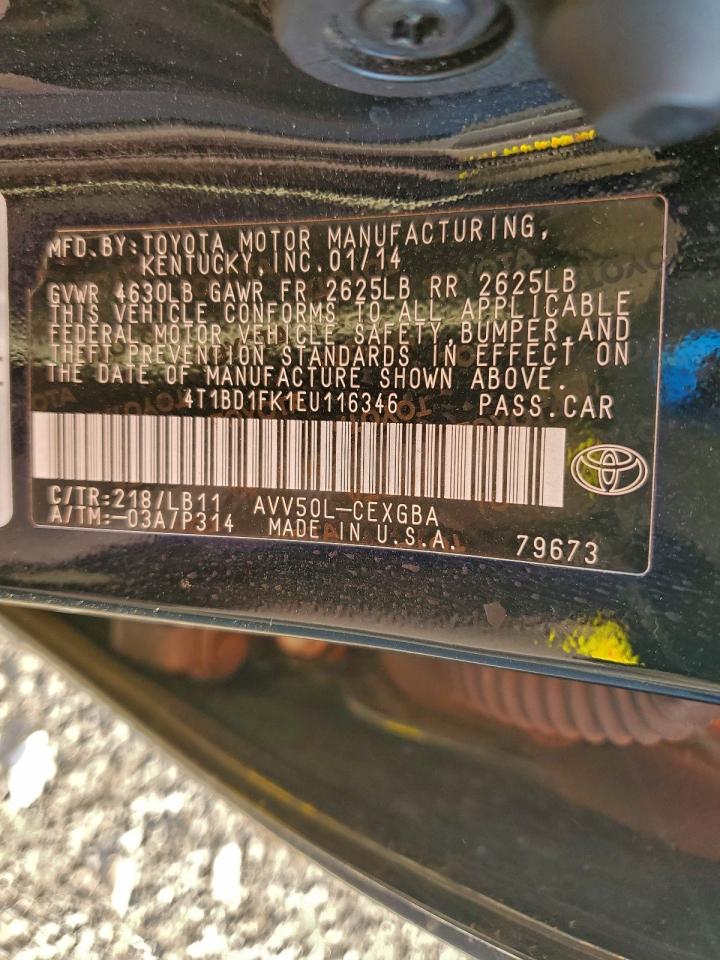 MFD.BY:TOYOTA MOTOR MANUFACTURING,
KENTUCKY,INC.01/14
GVWR 4630LB GAWR FR 2625LB RR 2625LB
THIS VEHICLE CONFORMS TO ALL APPLICABLE
FEDERAL MOTOR VEHICLE SAFETY,BUMPER,AND
THEFT PREVENTION STANDARDS IN EFFECT ON
THE DATE OF MANUFACTURE SHOWN ABOVE.
4T1BD1FK1EU116346 PASS.CAR
C/TR:218/LB11 AVV50L-CEXGBA
A/TM:-03A/P314 MADE IN U.S.A. 79673